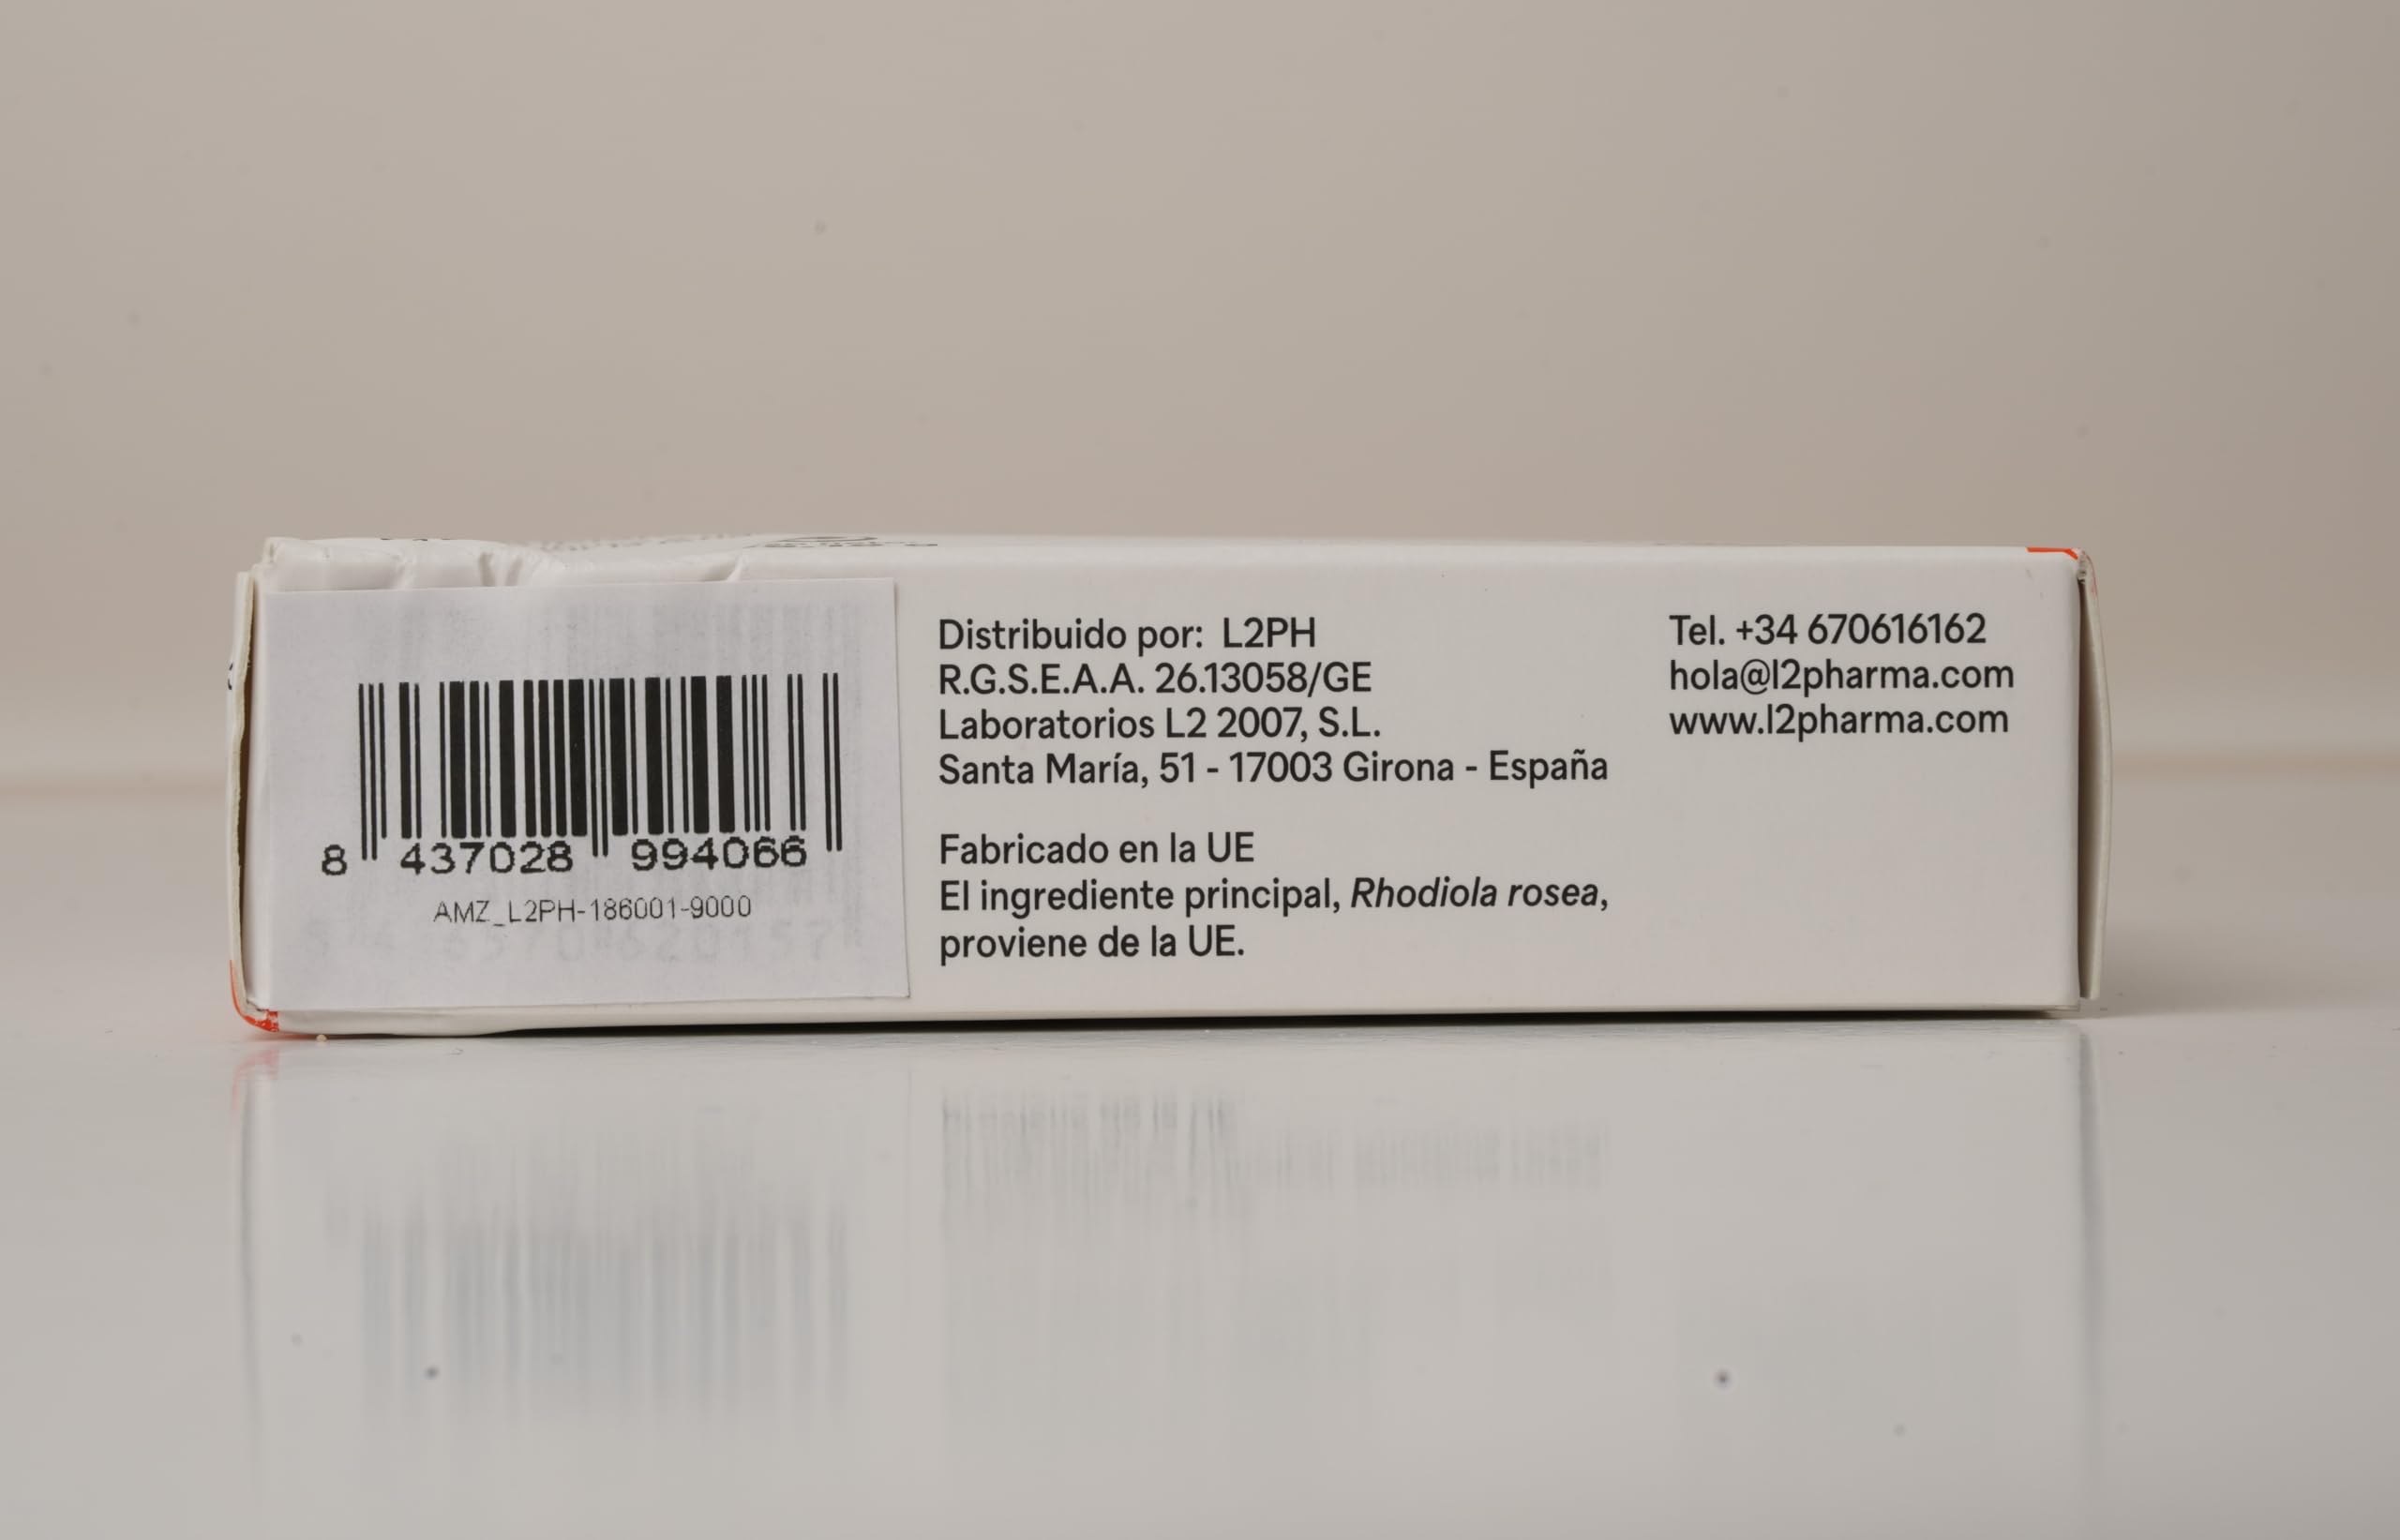 8 437028 994066
AMZ_L2PH-186001-9000
Distribuido por: L2PH
R.G.S.E.A.A. 26.13058/GE
Laboratorios L2 2007, S.L.
Santa María, 51 - 17003 Girona - España
Fabricado en la UE
El ingrediente principal, Rhodiola rosea,
proviene de la UE.
Tel. +34 670616162
hola@l2pharma.com
www.l2pharma.com